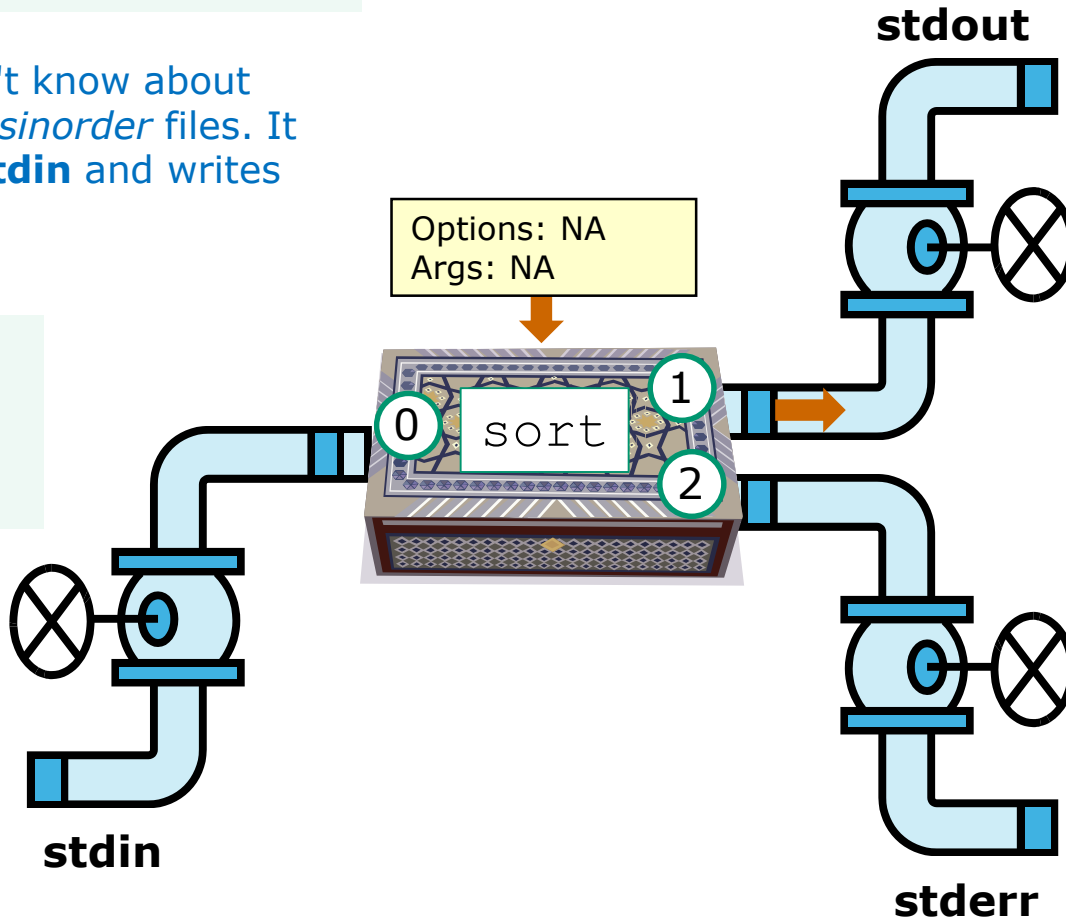 stdout
't know about
sinorder files. It
tdin and writes
Options: NA
Args: NA
0
sort
1
2
stdin
stderr